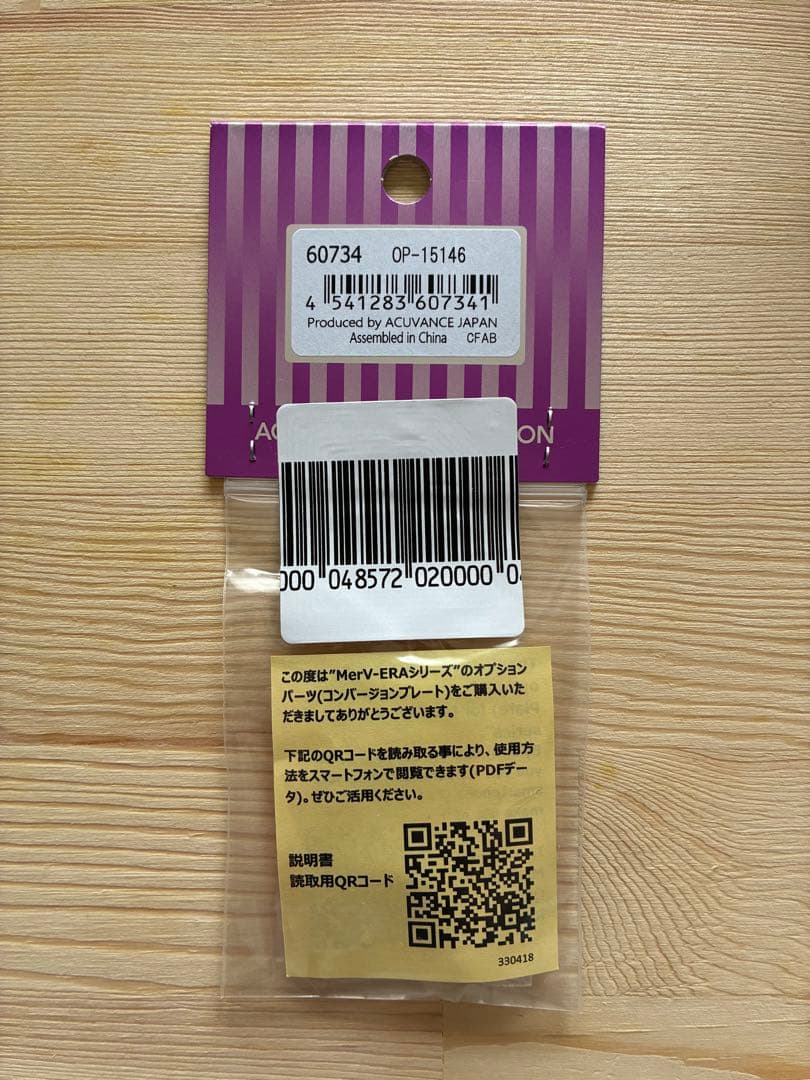 60734 OP-15146
4 541283 607341
Produced by ACUVANCE JAPAN
Assembled in China CFAB
ON
000 048572 020000 0
この度は"MerV-ERAシリーズ"のオプション
パーツ(コンバージョンプレート)をご購入いた
だきましてありがとうございます。
下記のQRコードを読み取る事により、使用方
法をスマートフォンで閲覧できます(PDFデー
タ)。ぜひご活用ください。
説明書
読取用QRコード
330418